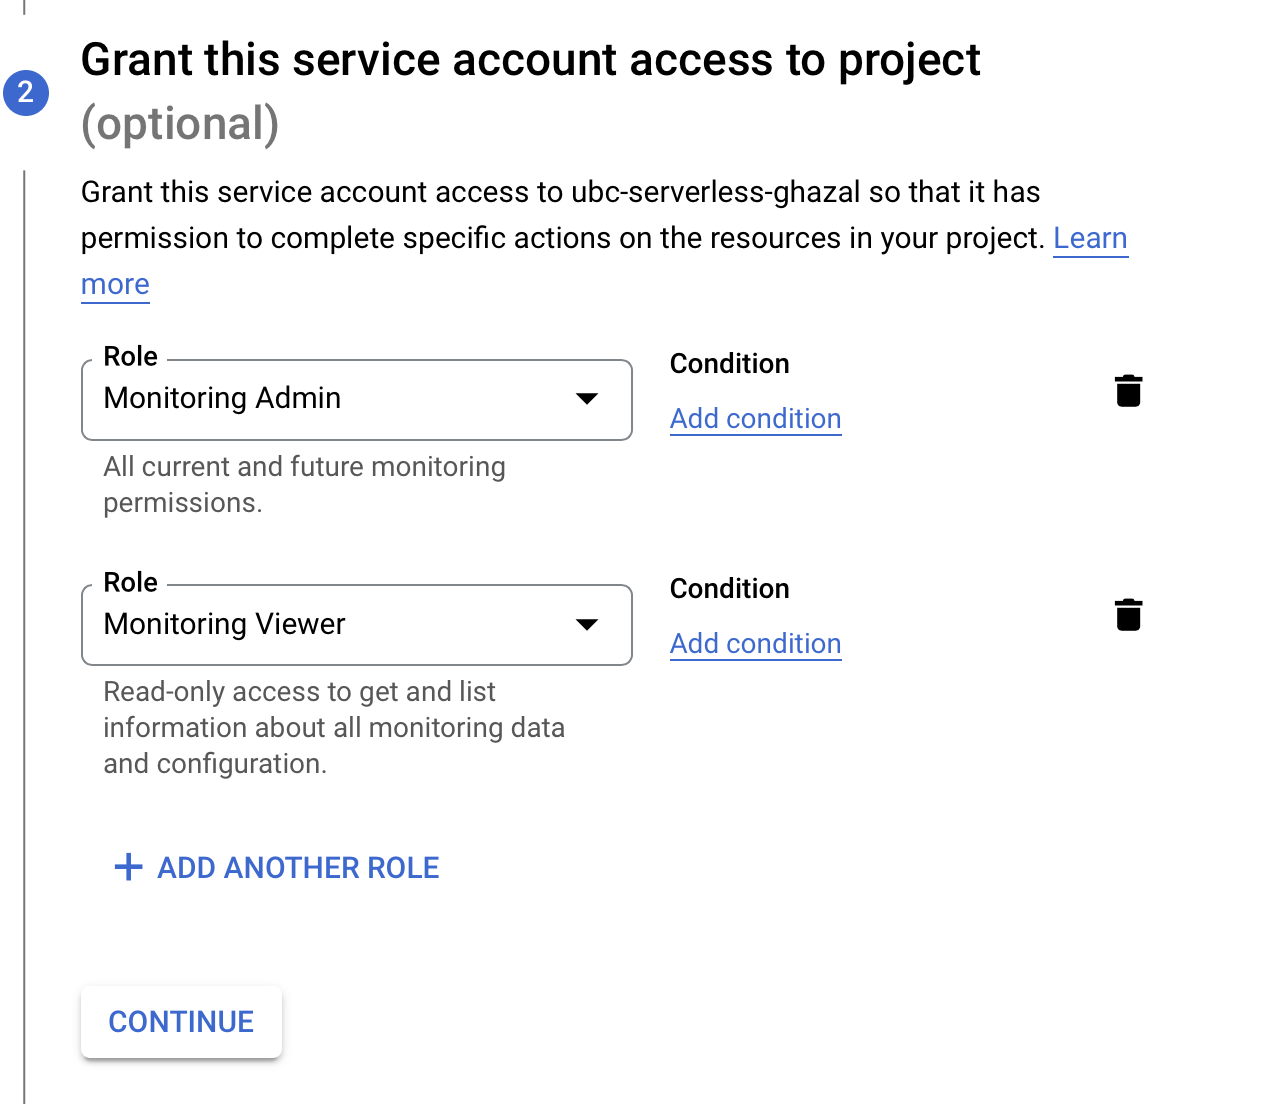 Grant this service account access to project
2
(optional)
Grant this service account access to ubc-serverless-ghazal so that it has
permission to complete specific actions on the resources in your project. Learn
more
Role
Monitoring Admin
Condition
Add condition
All current and future monitoring
permissions.
Role
Monitoring Viewer
Condition
Add condition
Read-only access to get and list
information about all monitoring data
and configuration.
ADD ANOTHER ROLE
CONTINUE